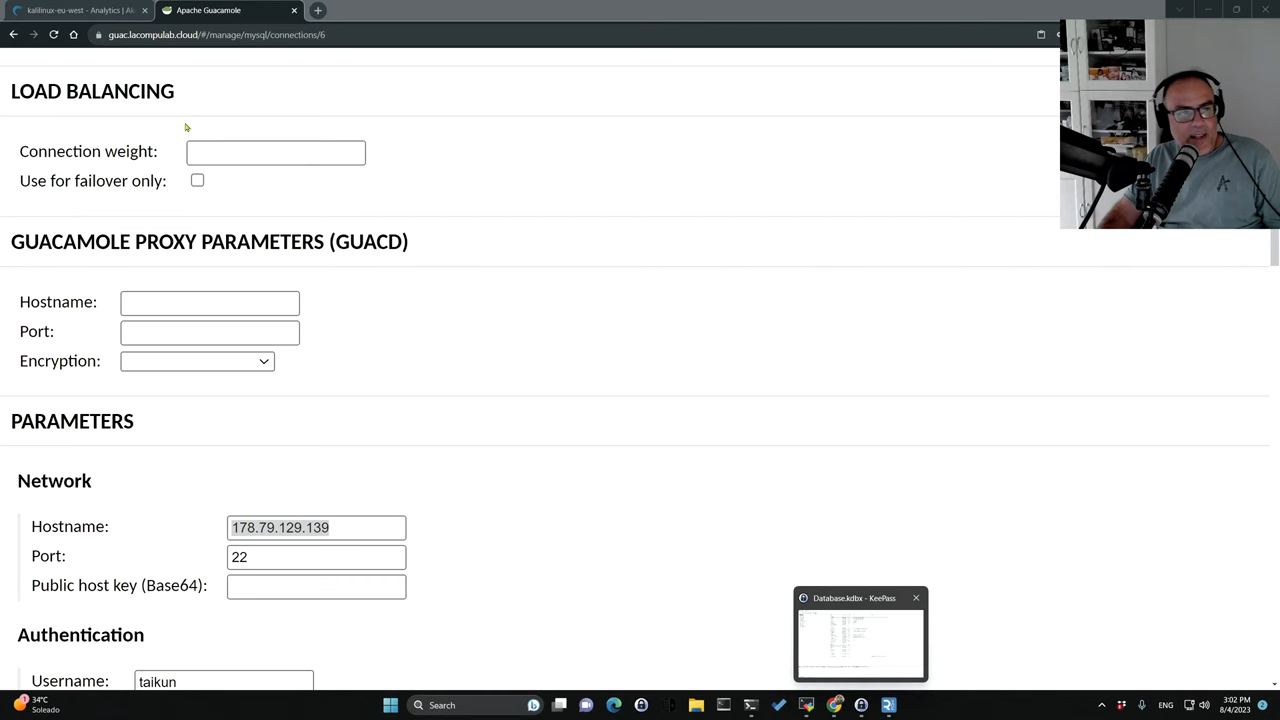 kalilinux-eu-west - Analytics | Ak
Apache Guacamole
guac.lacompulab.cloud/#/manage/mysql/connections/6
LOAD BALANCING
Connection weight:
Use for failover only:
GUACAMOLE PROXY PARAMETERS (GUACD)
Hostname:
Port:
Encryption:
PARAMETERS
Network
Hostname: 178.79.129.139
Port: 22
Public host key (Base64):
Database.kdbx - KeePass
Authentication
Username: taikun
34°C
Soleado
Search
ENG
3:02 PM
8/4/2023
2